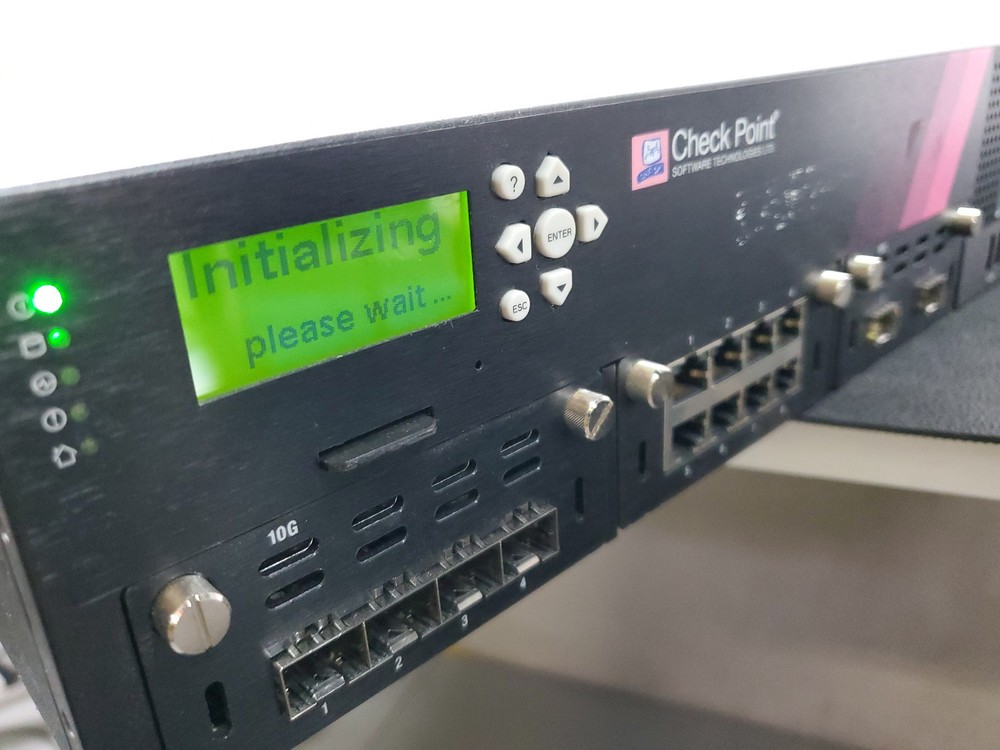 Initializing
please wait ...
?
ENTER
ESC
Check Point
SOFTWARE TECHNOLOGIES LTD.
10G
1
2
3
4